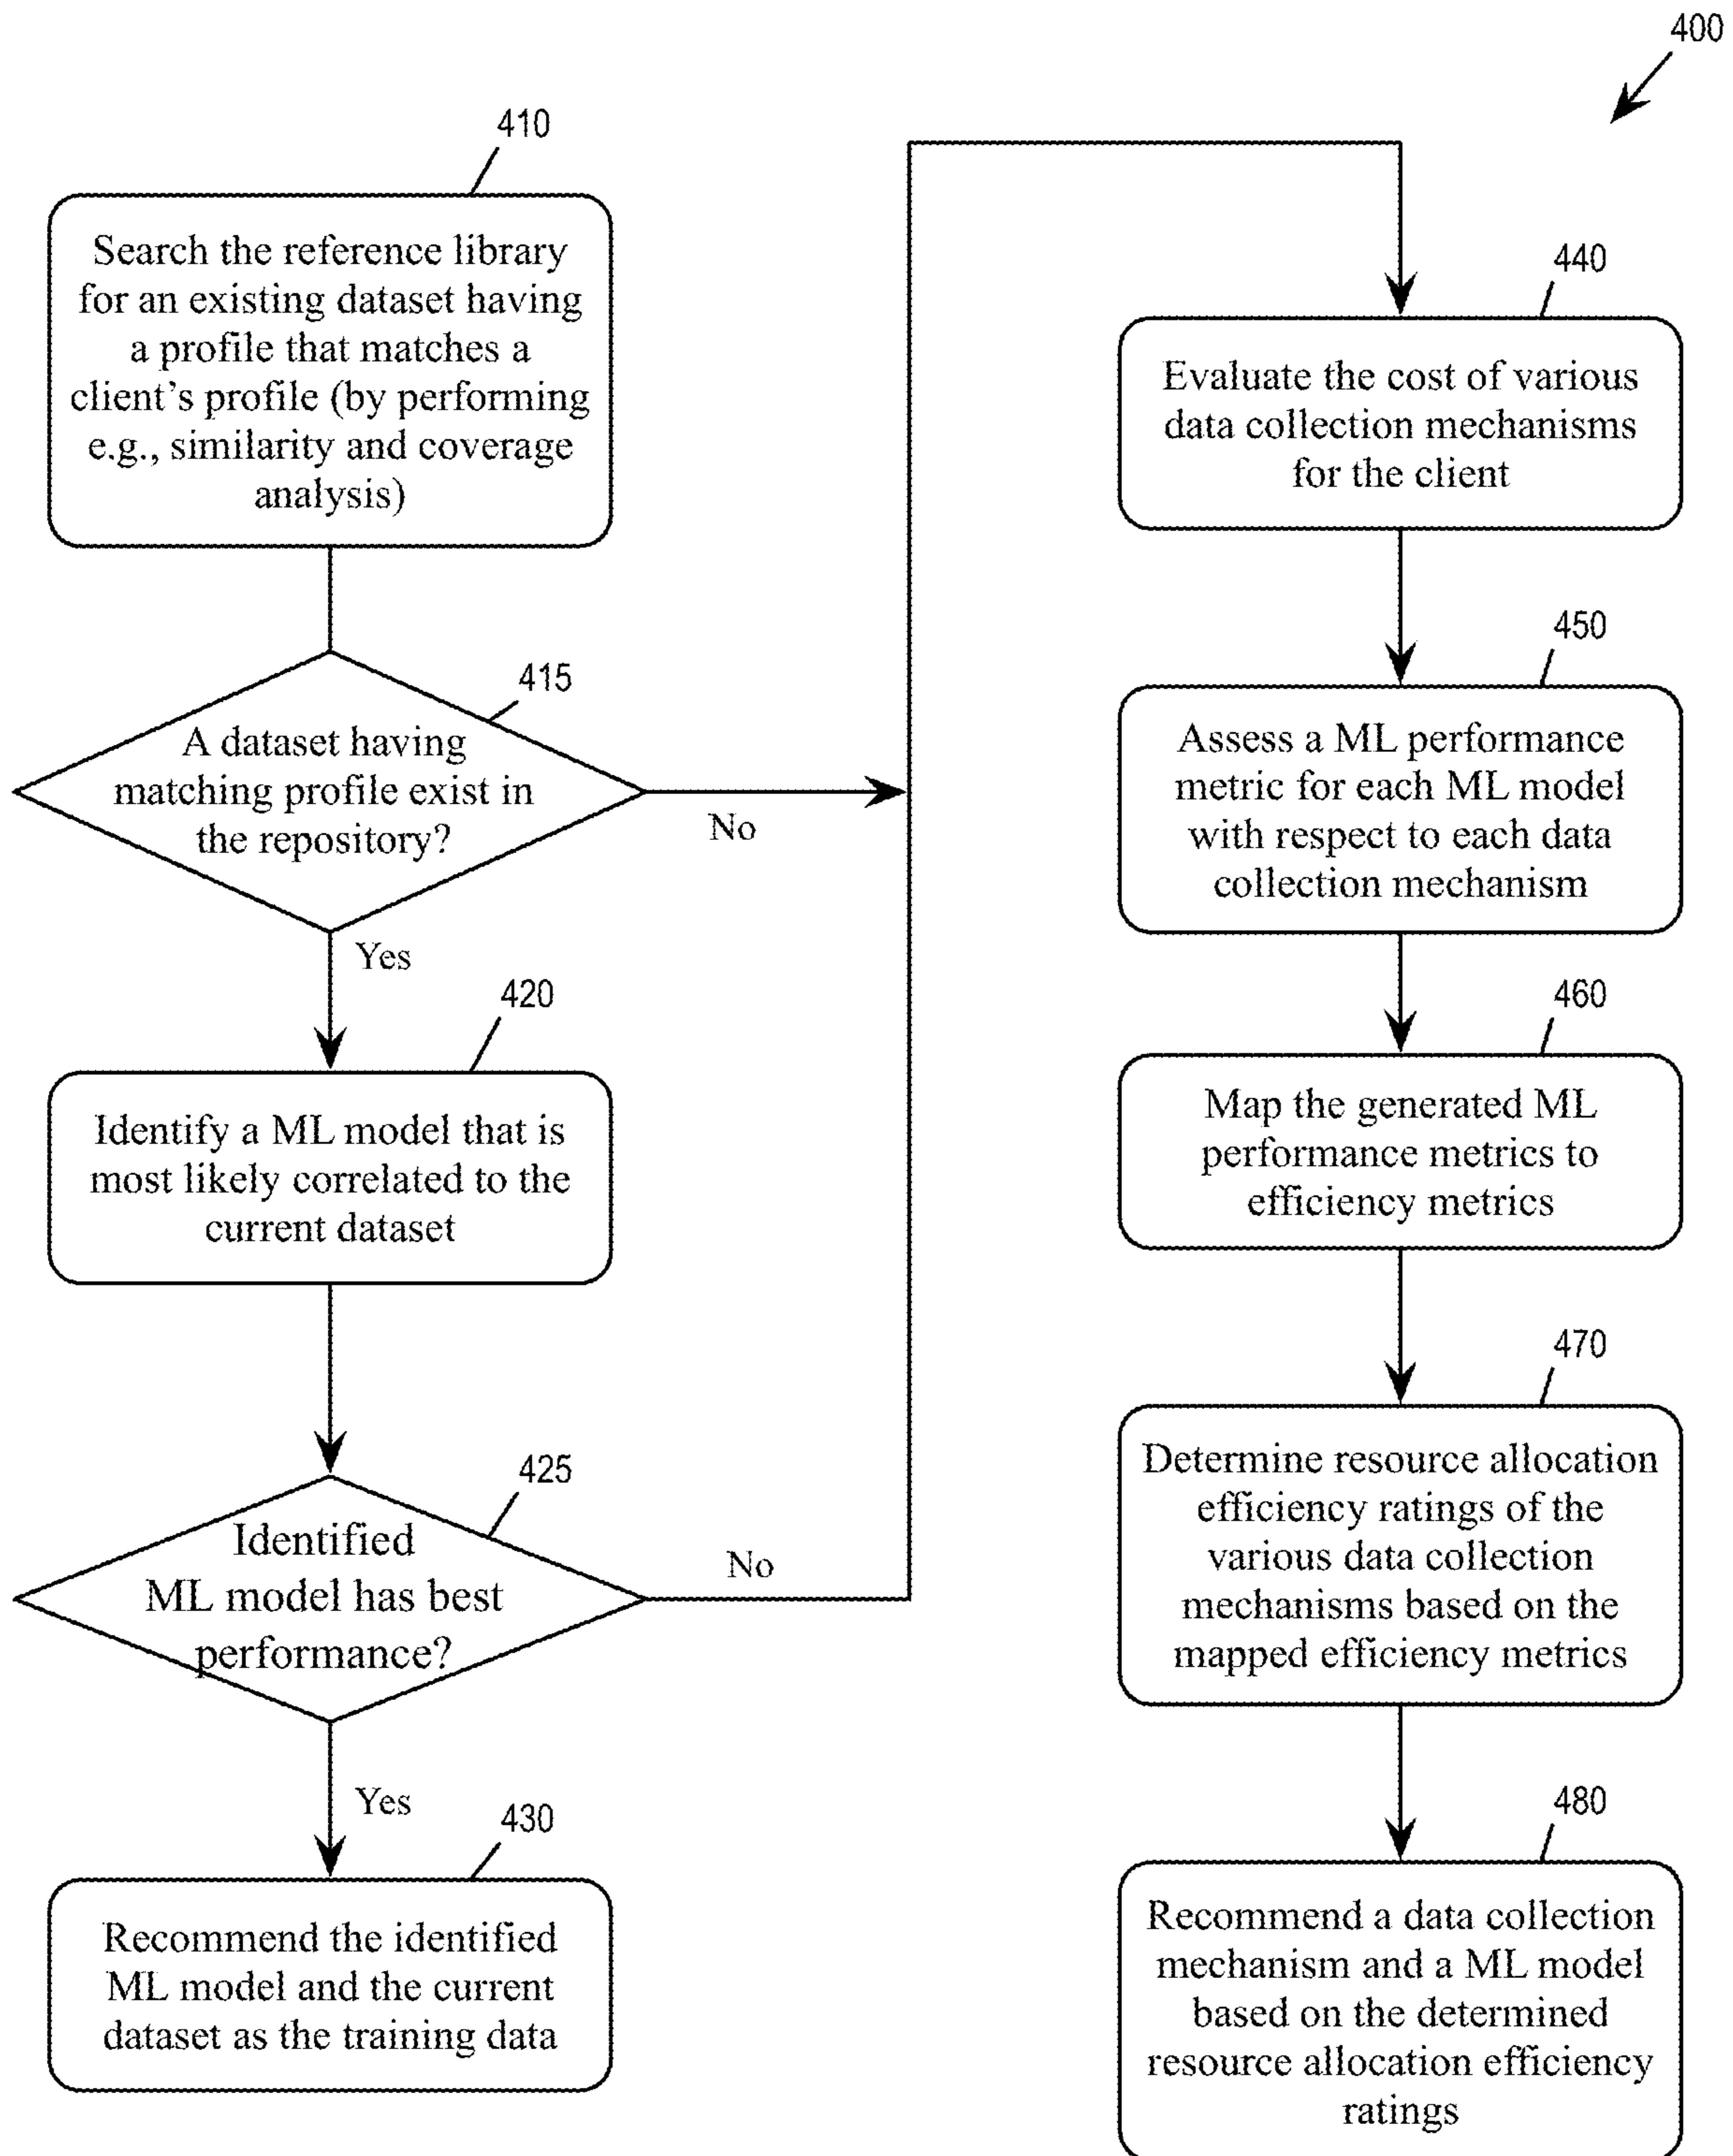 400
410
Search the reference library
for an existing dataset having
a profile that matches a
client's profile (by performing
e.g., similarity and coverage
analysis)
415
A dataset having
matching profile exist in
the repository?
No
Yes
420
Identify a ML model that is
most likely correlated to the
current dataset
425
Identified
ML model has best
performance?
No
Yes
430
Recommend the identified
ML model and the current
dataset as the training data
440
Evaluate the cost of various
data collection mechanisms
for the client
450
Assess a ML performance
metric for each ML model
with respect to each data
collection mechanism
460
Map the generated ML
performance metrics to
efficiency metrics
470
Determine resource allocation
efficiency ratings of the
various data collection
mechanisms based on the
mapped efficiency metrics
480
Recommend a data collection
mechanism and a ML model
based on the determined
resource allocation efficiency
ratings